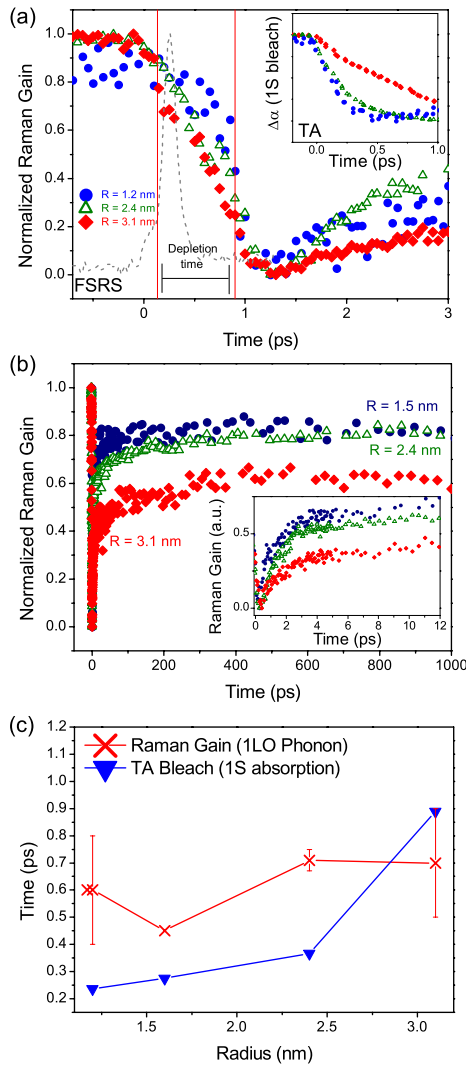 (a)
Normalized Raman Gain
1.0
0.8
0.6
0.4
0.2
0.0
R = 1.2 nm
R = 2.4 nm
R = 3.1 nm
FSRS
Depletion
time
0 1 2 3
Time (ps)
Δα (1S bleach)
TA
0.0 0.5 1.0
Time (ps)
(b)
Normalized Raman Gain
1.0
0.8
0.6
0.4
0.2
0.0
R = 1.5 nm
R = 2.4 nm
R = 3.1 nm
Raman Gain (a.u.)
0.5
0.0
0 2 4 6 8 10 12
Time (ps)
0 200 400 600 800 1000
Time (ps)
(c)
Time (ps)
1.2
1.1
1.0
0.9
0.8
0.7
0.6
0.5
0.4
0.3
0.2
Raman Gain (1LO Phonon)
TA Bleach (1S absorption)
1.5 2.0 2.5 3.0
Radius (nm)